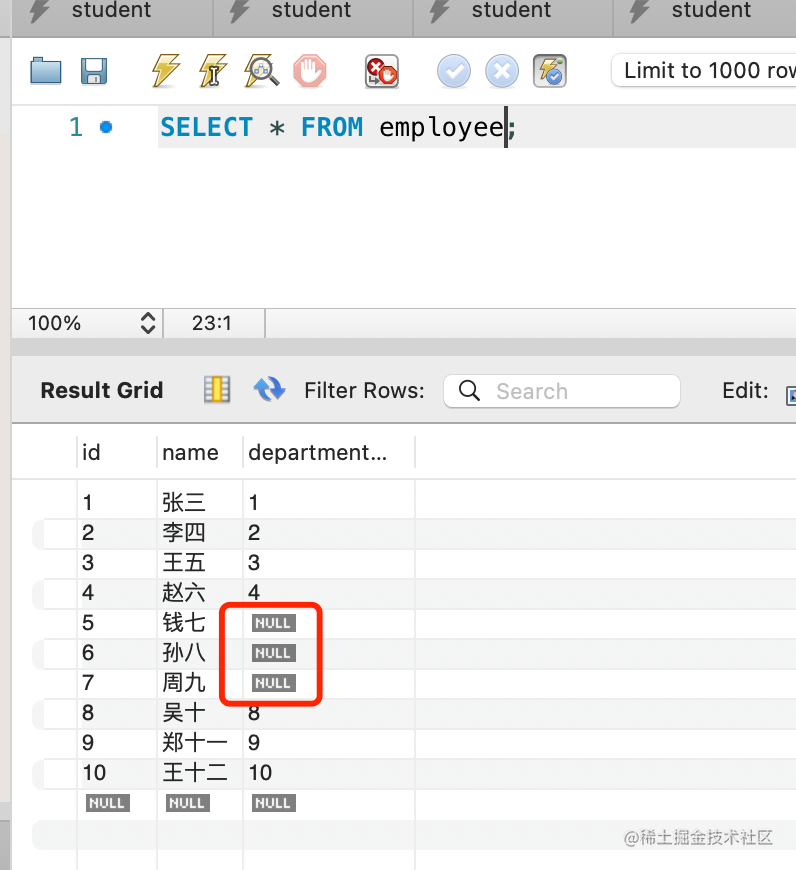 student student student student
Limit to 1000 row
1 SELECT * FROM employee;
100% 23:1
Result Grid Filter Rows: Search Edit:
id name department...
1 张三 1
2 李四 2
3 王五 3
4 赵六 4
5 钱七 NULL
6 孙八 NULL
7 周九 NULL
8 吴十 8
9 郑十一 9
10 王十二 10
NULL NULL NULL
@稀土掘金技术社区